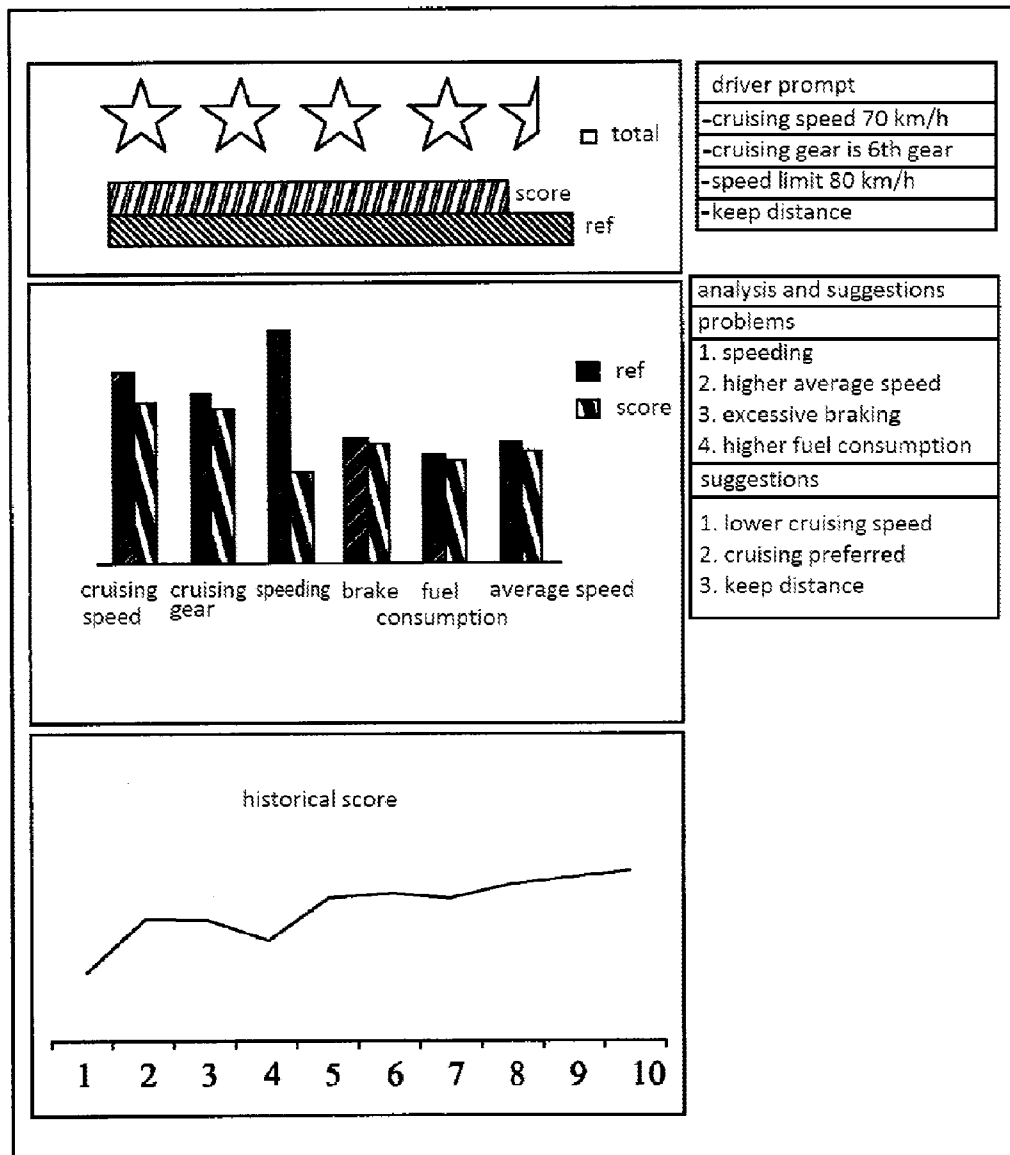 total
score
ref
driver prompt
-cruising speed 70 km/h
-cruising gear is 6th gear
-speed limit 80 km/h
-keep distance
ref
score
cruising speed
cruising gear
speeding
brake
fuel consumption
average speed
analysis and suggestions
problems
1. speeding
2. higher average speed
3. excessive braking
4. higher fuel consumption
suggestions
1. lower cruising speed
2. cruising preferred
3. keep distance
historical score
1 2 3 4 5 6 7 8 9 10